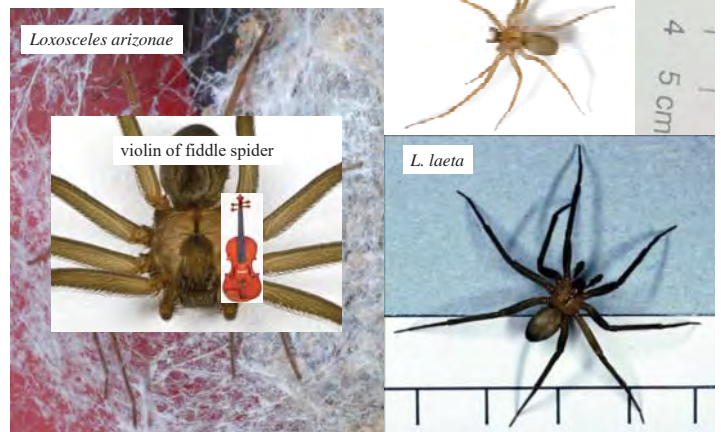 Loxosceles arizonae
violin of fiddle spider
4
5 cm
L. laeta